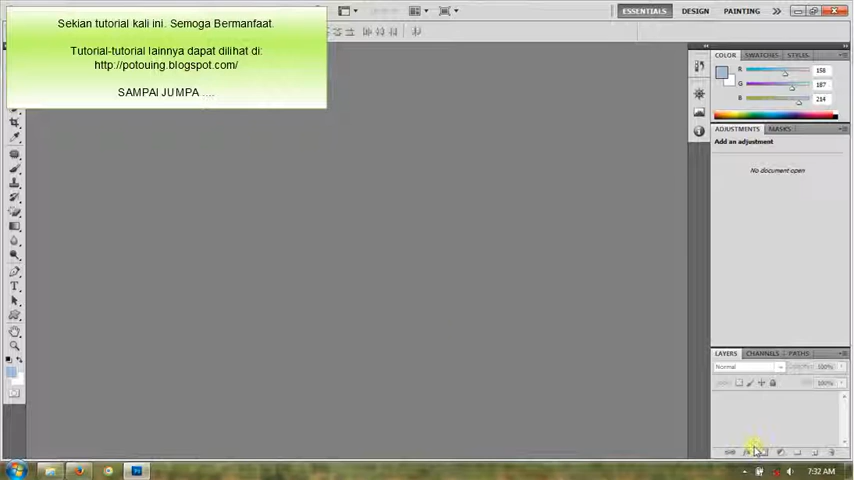 Sekian tutorial kali ini. Semoga Bermanfaat.
Tutorial-tutorial lainnya dapat dilihat di:
http://potouing.blogspot.com/
SAMPAI JUMPA ....
ESSENTIALS DESIGN PAINTING
COLOR SWATCHES STYLES
R 158
G 187
B 214
ADJUSTMENTS MASKS
Add an adjustment
No document open
LAYERS CHANNELS PATHS
Normal 100%
100%
7:32 AM